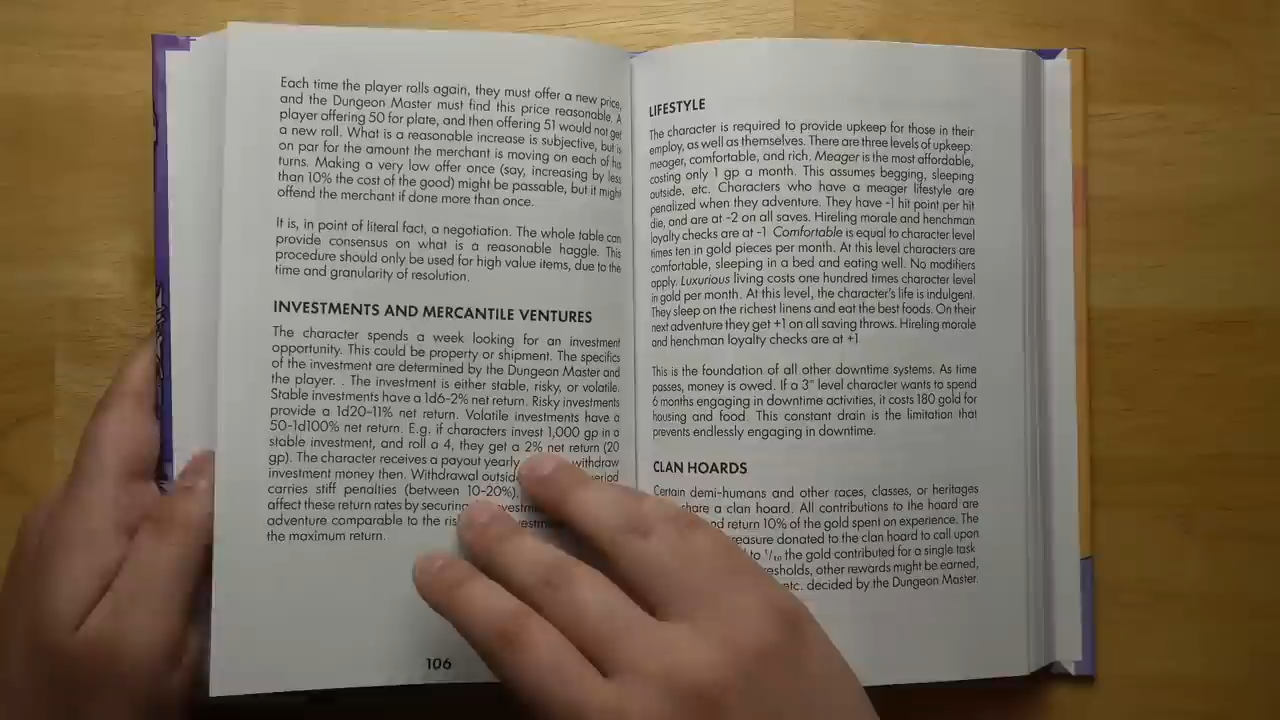 Each time the player rolls again, they must offer a new price,
and the Dungeon Master must find this price reasonable. A
player offering 50 for plate, and then offering 51 would not get
a new roll. What is a reasonable increase is subjective, but is
on par for the amount the merchant is moving on each of his
turns. Making a very low offer once (say, increasing by less
than 10% the cost of the good) might be passable, but it might
offend the merchant if done more than once.
It is, in point of literal fact, a negotiation. The whole table can
provide consensus on what is a reasonable haggle. This
procedure should only be used for high value items, due to the
time and granularity of resolution.
INVESTMENTS AND MERCANTILE VENTURES
The character spends a week looking for an investment
opportunity. This could be property or shipment. The specifics
of the investment are determined by the Dungeon Master and
the player. . The investment is either stable, risky, or volatile.
Stable investments have a 1d6-2% net return. Risky investments
provide a 1d20-11% net return. Volatile investments have a
50-1d100% net return. E.g. if characters invest 1,000 gp in a
stable investment, and roll a 4, they get a 2% net return (20
gp). The character receives a payout yearly withdraw
investment money then. Withdrawal
carries stiff penalties (between 10-20%).
affect these return rates by securing
adventure comparable to the
the maximum return.
106
LIFESTYLE
The character is required to provide upkeep for those in their
employ, as well as themselves. There are three levels of upkeep:
meager, comfortable, and rich. Meager is the most affordable,
costing only 1 gp a month. This assumes begging, sleeping
outside, etc. Characters who have a meager lifestyle are
penalized when they adventure. They have -1 hit point per hit
die, and are at -2 on all saves. Hireling morale and henchman
loyalty checks are at -1 Comfortable is equal to character level
times ten in gold pieces per month. At this level characters are
comfortable, sleeping in a bed and eating well. No modifiers
apply. Luxurious living costs one hundred times character level
in gold per month. At this level, the character's life is indulgent.
They sleep on the richest linens and eat the best foods. On their
next adventure they get +1 on all saving throws. Hireling morale
and henchman loyalty checks are at +1
This is the foundation of all other downtime systems. As time
passes, money is owed. If a 3rd level character wants to spend
6 months engaging in downtime activities, it costs 180 gold for
housing and food. This constant drain is the limitation that
prevents endlessly engaging in downtime.
CLAN HOARDS
Certain demi-humans and other races, classes, or heritages
share a clan hoard. All contributions to the hoard are
and return 10% of the gold spent on experience. The
treasure donated to the clan hoard to call upon
to 1/10 the gold contributed for a single task
other rewards might be earned,
etc. decided by the Dungeon Master.